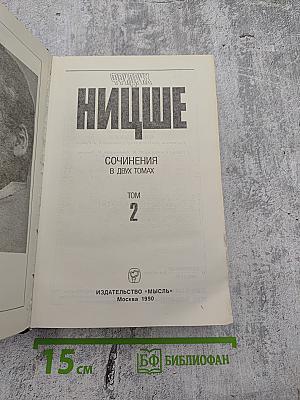 ФРИДРИХ
НИЦШЕ
СОЧИНЕНИЯ
В ДВУХ ТОМАХ
ТОМ
2
ИЗДАТЕЛЬСТВО «МЫСЛЬ»
Москва 1990
15 см
БФ БИБЛИОФАН